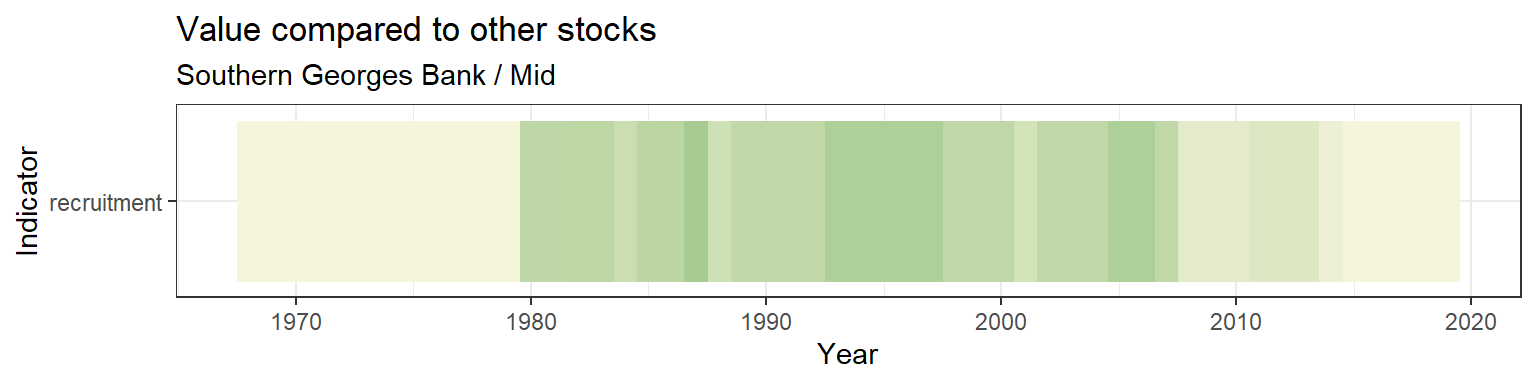 Value compared to other stocks
Southern Georges Bank / Mid
Indicator
recruitment
1970 1980 1990 2000 2010 2020
Year